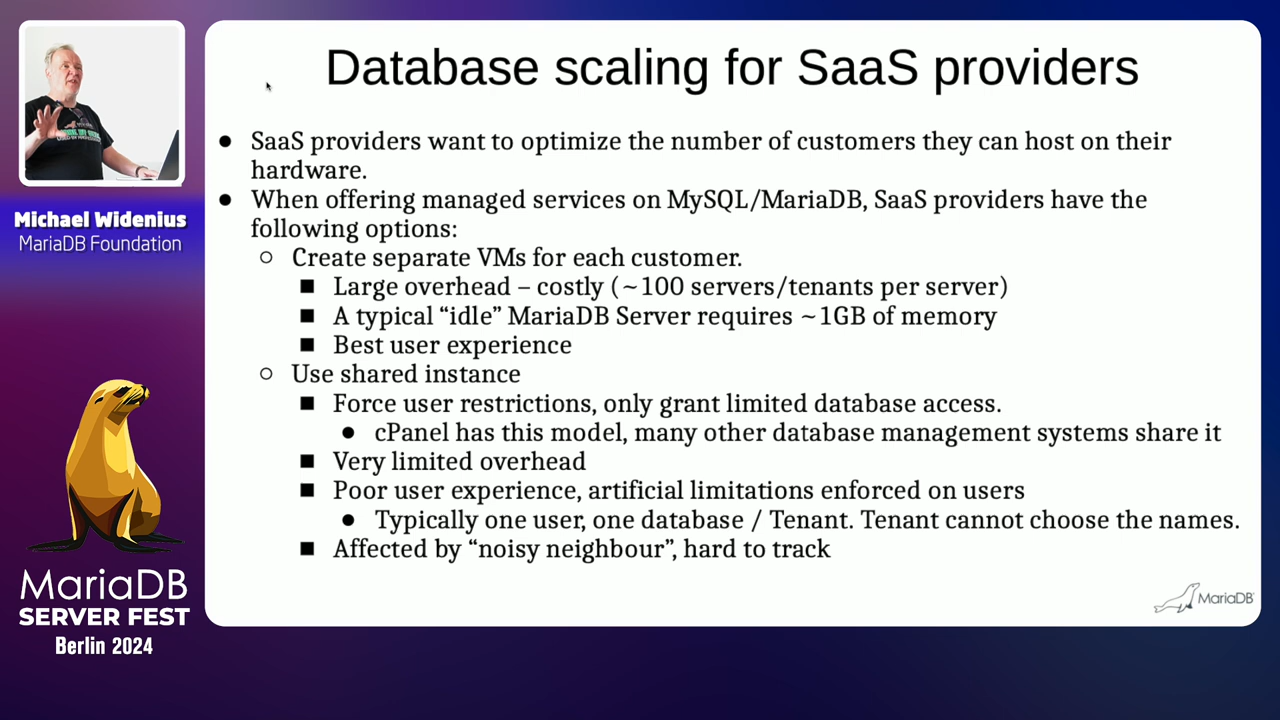 Database scaling for SaaS providers
● SaaS providers want to optimize the number of customers they can host on their
hardware.
● When offering managed services on MySQL/MariaDB, SaaS providers have the
following options:
○ Create separate VMs for each customer.
■ Large overhead – costly (~100 servers/tenants per server)
■ A typical “idle” MariaDB Server requires ~1GB of memory
■ Best user experience
○ Use shared instance
■ Force user restrictions, only grant limited database access.
● cPanel has this model, many other database management systems share it
■ Very limited overhead
■ Poor user experience, artificial limitations enforced on users
● Typically one user, one database / Tenant. Tenant cannot choose the names.
■ Affected by “noisy neighbour”, hard to track
MariaDB
Michael Widenius
MariaDB Foundation
MariaDB
SERVER FEST
Berlin 2024